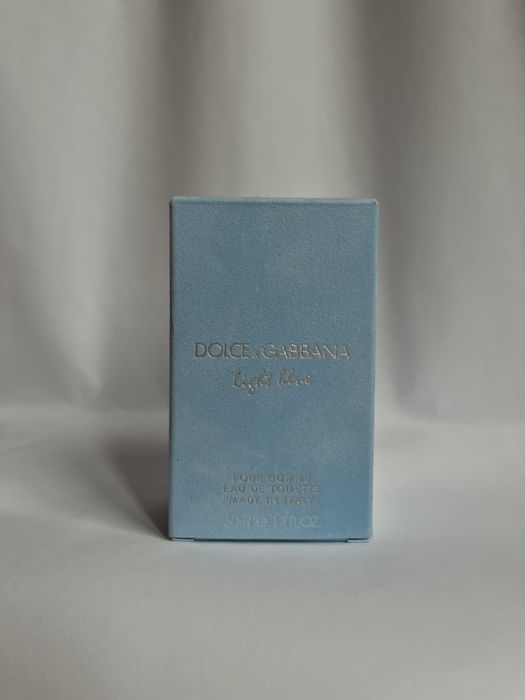 DOLCE & GABBANA
light blue
POUR HOMME
EAU DE TOILETTE
MADE IN ITALY
50ml e 1.7 FL.OZ